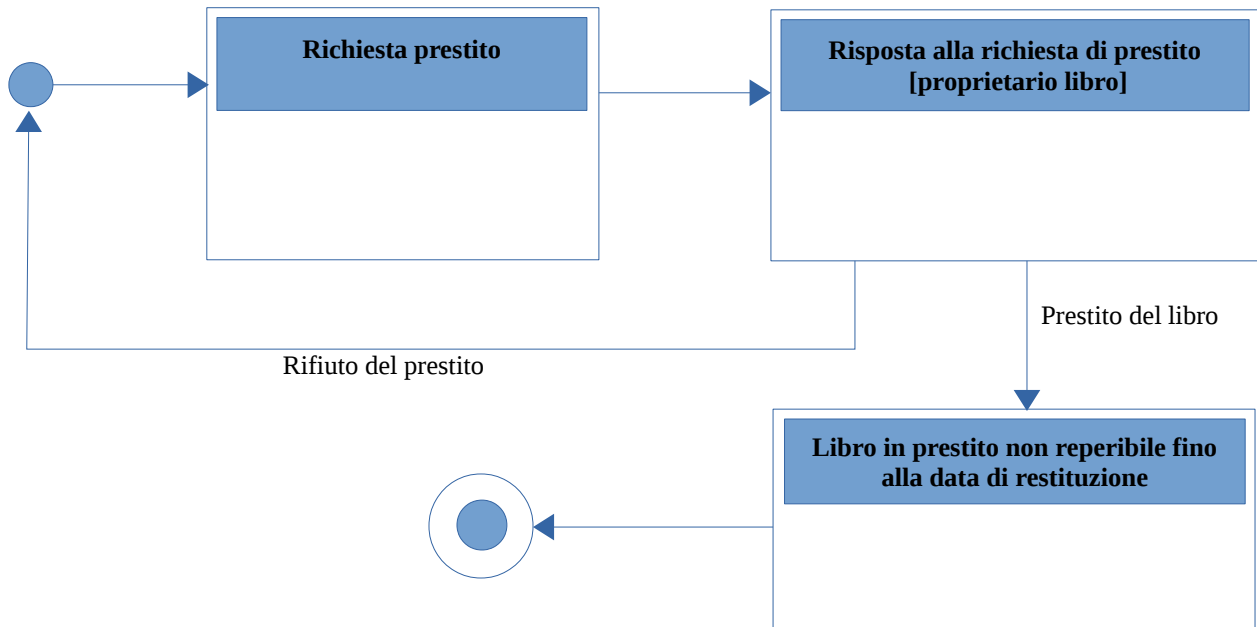 Richiesta prestito
Risposta alla richiesta di prestito
[proprietario libro]
Prestito del libro
Rifiuto del prestito
Libro in prestito non reperibile fino
alla data di restituzione